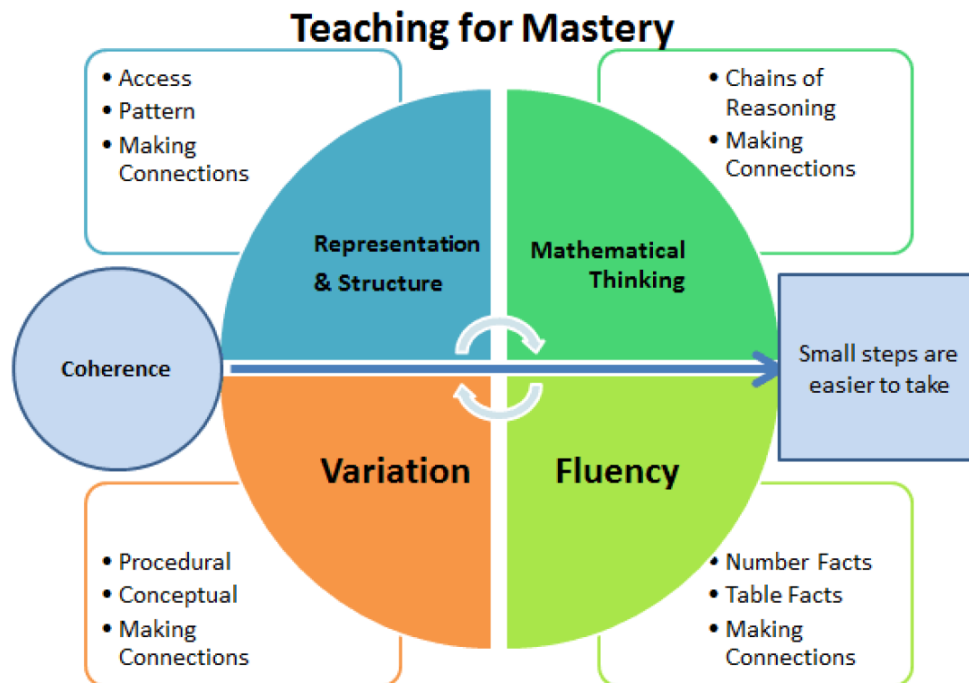 Teaching for Mastery
• Access
• Pattern
• Making
Connections
• Chains of
Reasoning
• Making
Connections
Representation
& Structure
Mathematical
Thinking
Coherence
Small steps are
easier to take
Variation
Fluency
• Procedural
• Conceptual
• Making
Connections
• Number Facts
• Table Facts
• Making
Connections